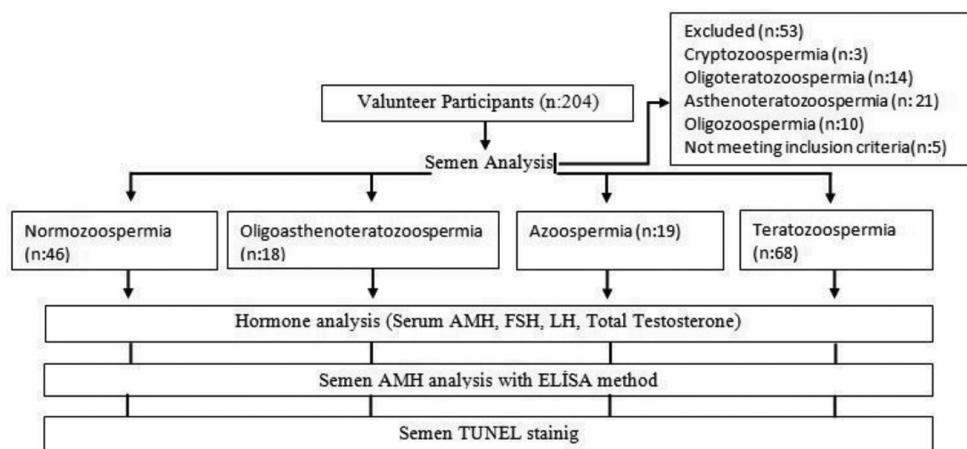 Excluded (n:53)
Cryptozoospermia (n:3)
Oligoteratozoospermia (n:14)
Asthenoteratozoospermia (n: 21)
Oligozoospermia (n:10)
Not meeting inclusion criteria(n:5)
Valunteer Participants (n:204)
Semen Analysis
Normozoospermia
(n:46)
Oligoasthenoteratozoospermia
(n:18)
Azoospermia (n:19)
Teratozoospermia
(n:68)
Hormone analysis (Serum AMH, FSH, LH, Total Testosterone)
Semen AMH analysis with ELİSA method
Semen TUNEL stainig